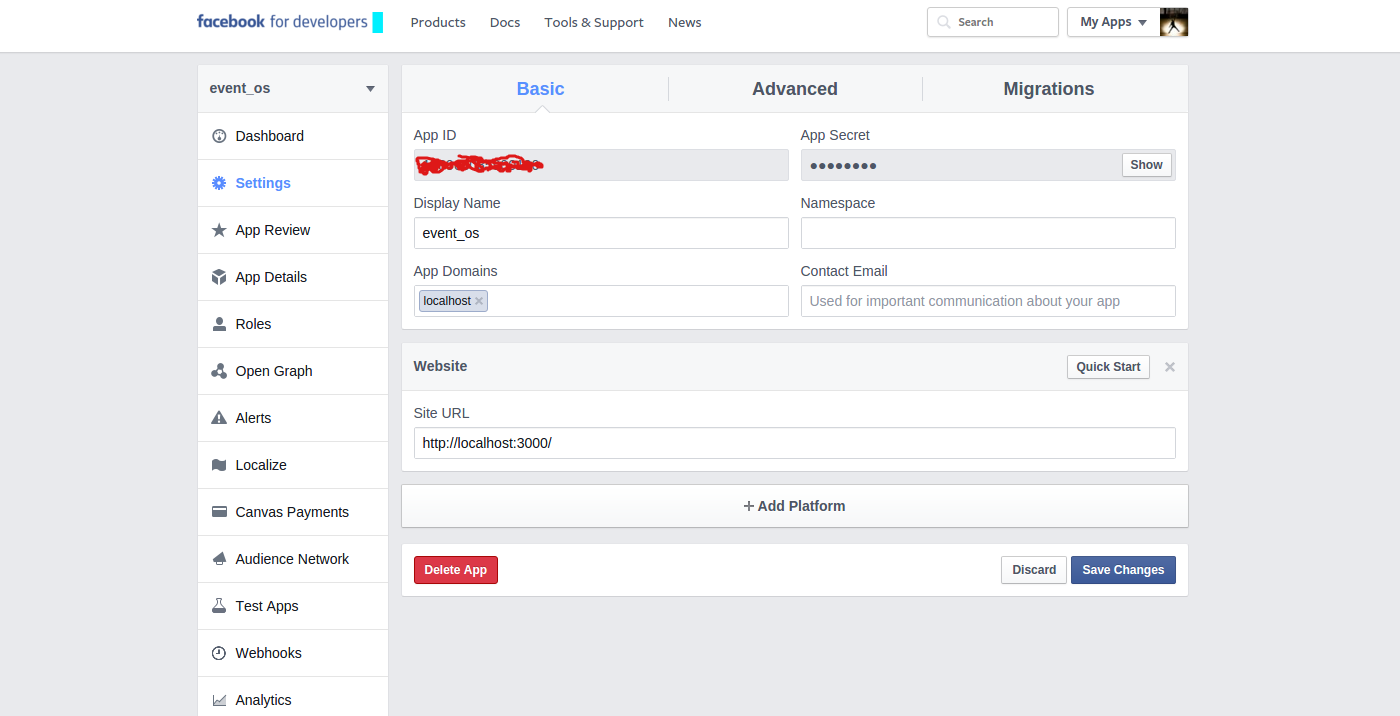 facebook for developers Products Docs Tools & Support News Search My Apps
event_os
Dashboard
Settings
App Review
App Details
Roles
Open Graph
Alerts
Localize
Canvas Payments
Audience Network
Test Apps
Webhooks
Analytics
Basic Advanced Migrations
App ID App Secret
●●●●●●●● Show
Display Name Namespace
event_os
App Domains Contact Email
localhost Used for important communication about your app
Website Quick Start
Site URL
http://localhost:3000/
+ Add Platform
Delete App Discard Save Changes